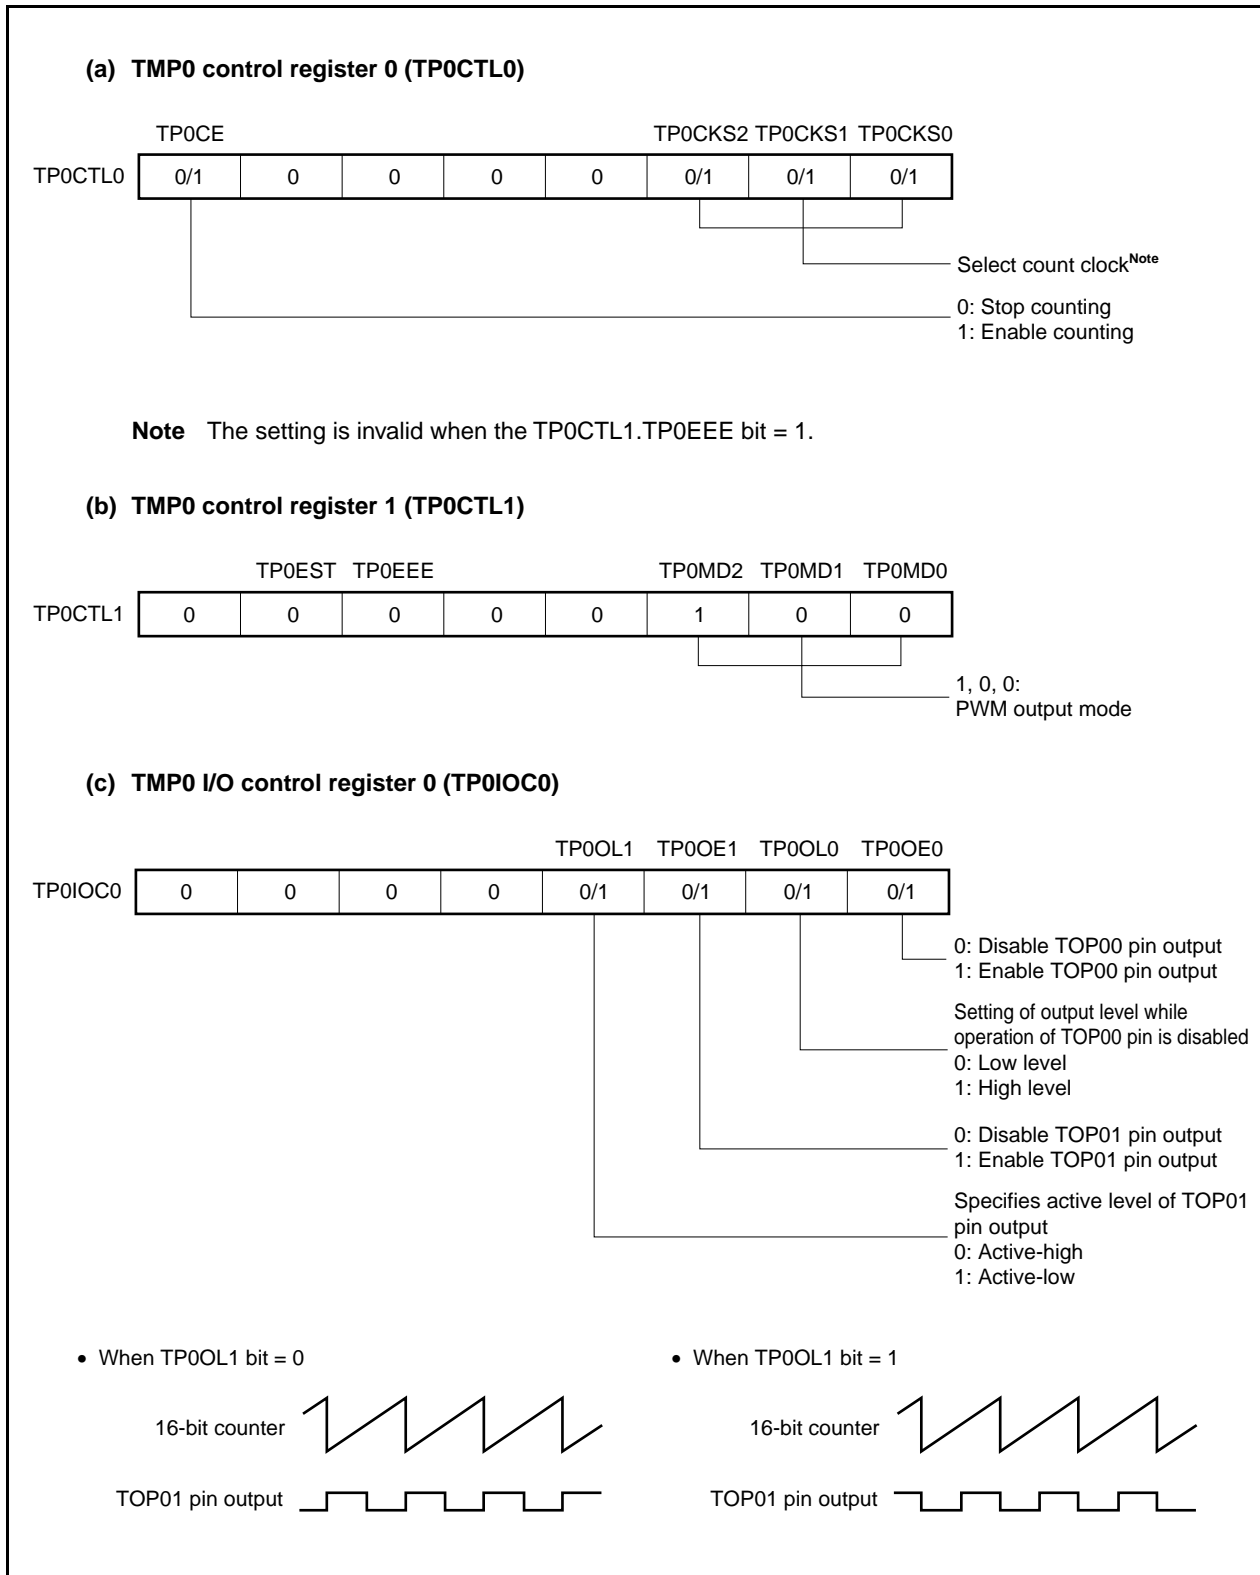 (a) TMP0 control register 0 (TP0CTL0)
TP0CE TP0CKS2 TP0CKS1 TP0CKS0
TP0CTL0 0/1 0 0 0 0 0/1 0/1 0/1
Select count clockNote
0: Stop counting
1: Enable counting
Note The setting is invalid when the TP0CTL1.TP0EEE bit = 1.
(b) TMP0 control register 1 (TP0CTL1)
TP0EST TP0EEE TP0MD2 TP0MD1 TP0MD0
TP0CTL1 0 0 0 0 0 1 0 0
1, 0, 0:
PWM output mode
(c) TMP0 I/O control register 0 (TP0IOC0)
TP0OL1 TP0OE1 TP0OL0 TP0OE0
TP0IOC0 0 0 0 0 0/1 0/1 0/1 0/1
0: Disable TOP00 pin output
1: Enable TOP00 pin output
Setting of output level while
operation of TOP00 pin is disabled
0: Low level
1: High level
0: Disable TOP01 pin output
1: Enable TOP01 pin output
Specifies active level of TOP01
pin output
0: Active-high
1: Active-low
• When TP0OL1 bit = 0
16-bit counter
TOP01 pin output
• When TP0OL1 bit = 1
16-bit counter
TOP01 pin output